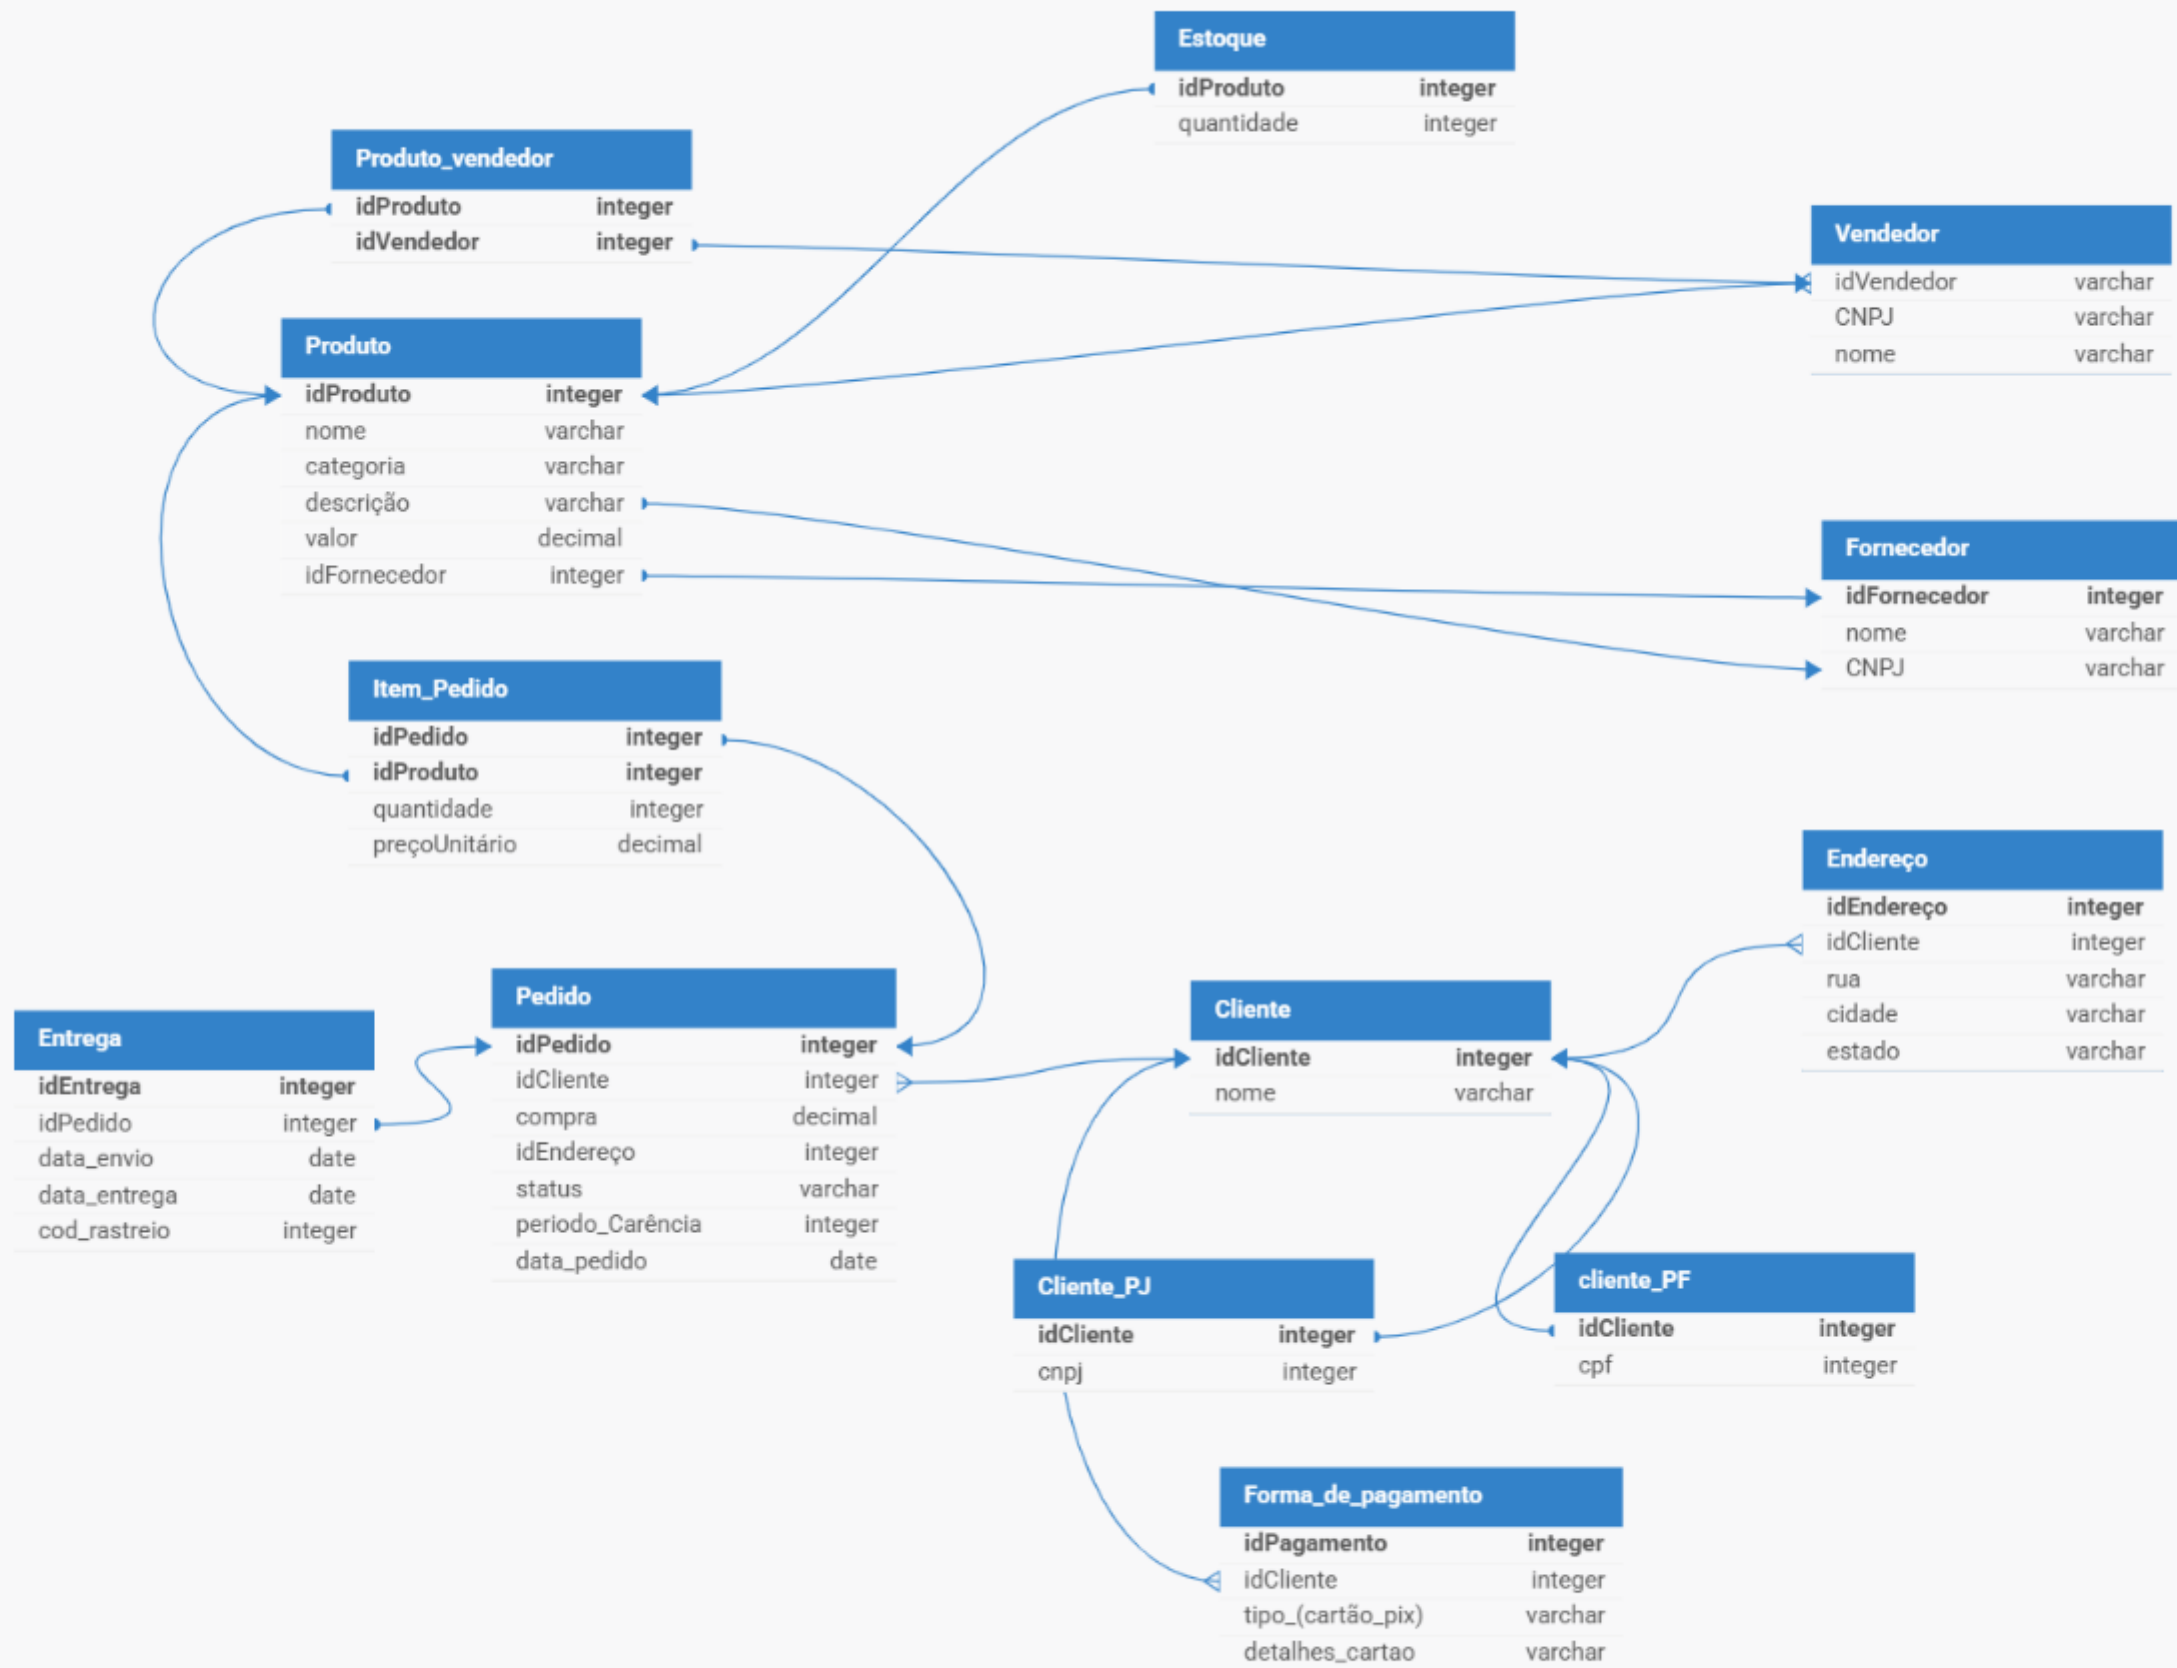 Estoque
idProduto integer
quantidade integer
Produto_vendedor
idProduto integer
idVendedor integer
Vendedor
idVendedor varchar
CNPJ varchar
nome varchar
Produto
idProduto integer
nome varchar
categoria varchar
descrição varchar
valor decimal
idFornecedor integer
Fornecedor
idFornecedor integer
nome varchar
CNPJ varchar
Item_Pedido
idPedido integer
idProduto integer
quantidade integer
preçoUnitário decimal
Endereço
idEndereço integer
idCliente integer
rua varchar
cidade varchar
estado varchar
Entrega
idEntrega integer
idPedido integer
data_envio date
data_entrega date
cod_rastreio integer
Pedido
idPedido integer
idCliente integer
compra decimal
idEndereço integer
status varchar
periodo_Carência integer
data_pedido date
Cliente
idCliente integer
nome varchar
Cliente_PJ
idCliente integer
cnpj integer
cliente_PF
idCliente integer
cpf integer
Forma_de_pagamento
idPagamento integer
idCliente integer
tipo_(cartão_pix) varchar
detalhes_cartao varchar